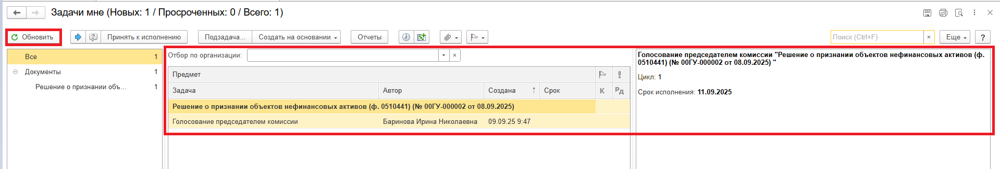 Задачи мне (Новых: 1 / Просроченных: 0 / Всего: 1)
Обновить
Принять к исполнению
Подзадача...
Создать на основании
Отчеты
Поиск (Ctrl+F)
×
Еще
?
Все 1
Документы 1
Решение о признании объ... 1
Отбор по организации:
×
Предмет
Задача Автор Создана ↑ Срок К Рд
Решение о признании объектов нефинансовых активов (ф. 0510441) (№ 00ГУ-000002 от 08.09.2025)
Голосование председателем комиссии Баринова Ирина Николаевна 09.09.25 9:47
Голосование председателем комиссии "Решение о признании объектов нефинансовых активов (ф.
0510441) (№ 00ГУ-000002 от 08.09.2025) "
Цикл: 1
Срок исполнения: 11.09.2025